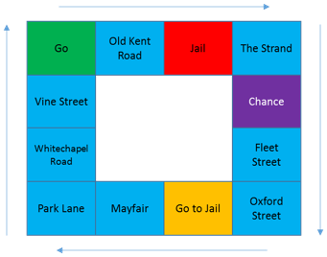 Go
Old Kent
Road
Jail
The Strand
Vine Street
Chance
Whitechapel
Road
Fleet
Street
Park Lane
Mayfair
Go to Jail
Oxford
Street